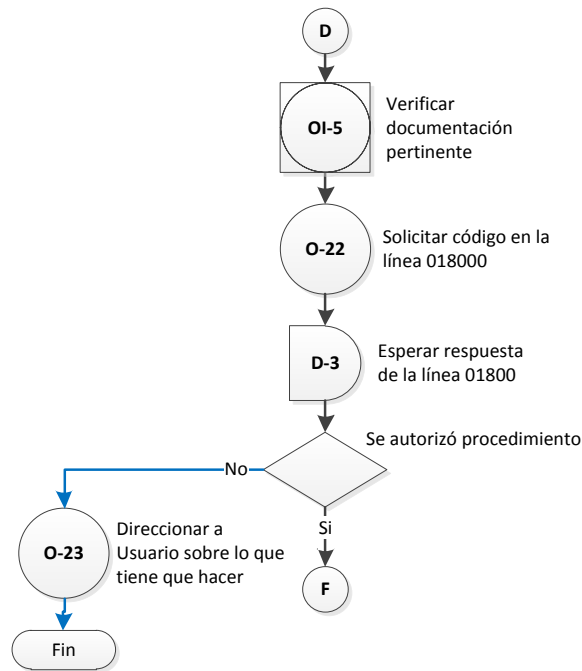 D
OI-5
Verificar
documentación
pertinente
O-22
Solicitar código en la
línea 018000
D-3
Esperar respuesta
de la línea 01800
Se autorizó procedimiento
No
Si
O-23
Direccionar a
Usuario sobre lo que
tiene que hacer
F
Fin